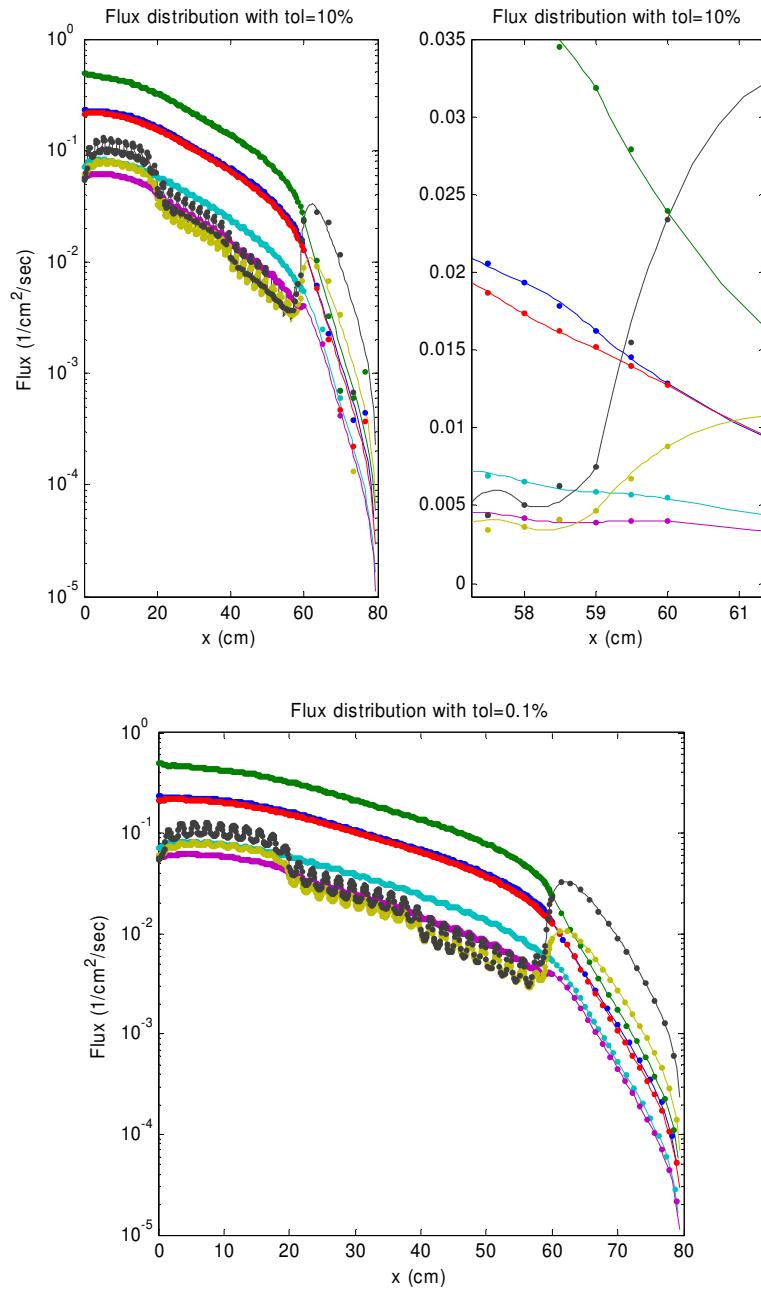 Flux distribution with tol=10%
10^0
10^-1
10^-2
10^-3
10^-4
10^-5
Flux (1/cm^2/sec)
0 20 40 60 80
x (cm)
Flux distribution with tol=10%
0.035
0.03
0.025
0.02
0.015
0.01
0.005
0
58 59 60 61
x (cm)
Flux distribution with tol=0.1%
10^0
10^-1
10^-2
10^-3
10^-4
10^-5
Flux (1/cm^2/sec)
0 10 20 30 40 50 60 70 80
x (cm)